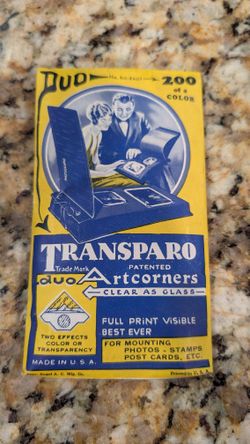 DUO
200
of a
COLOR
TRANSPARO
Trade Mark PATENTED
DUO Artcorners
CLEAR AS GLASS
FULL PRINT VISIBLE
BEST EVER
TWO EFFECTS
COLOR OR
TRANSPARENCY
FOR MOUNTING
PHOTOS - STAMPS
POST CARDS, ETC.
MADE IN U.S.A.